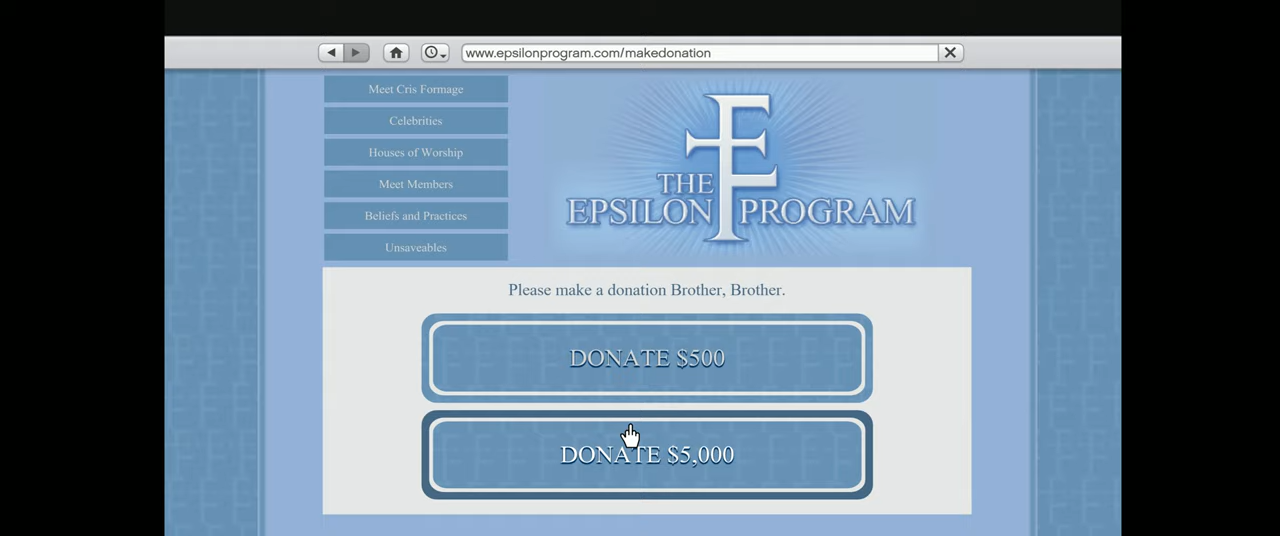 www.epsilonprogram.com/makedonation
Meet Cris Formage
Celebrities
Houses of Worship
Meet Members
Beliefs and Practices
Unsaveables
THE
EPSILON PROGRAM
Please make a donation Brother, Brother.
DONATE $500
DONATE $5,000